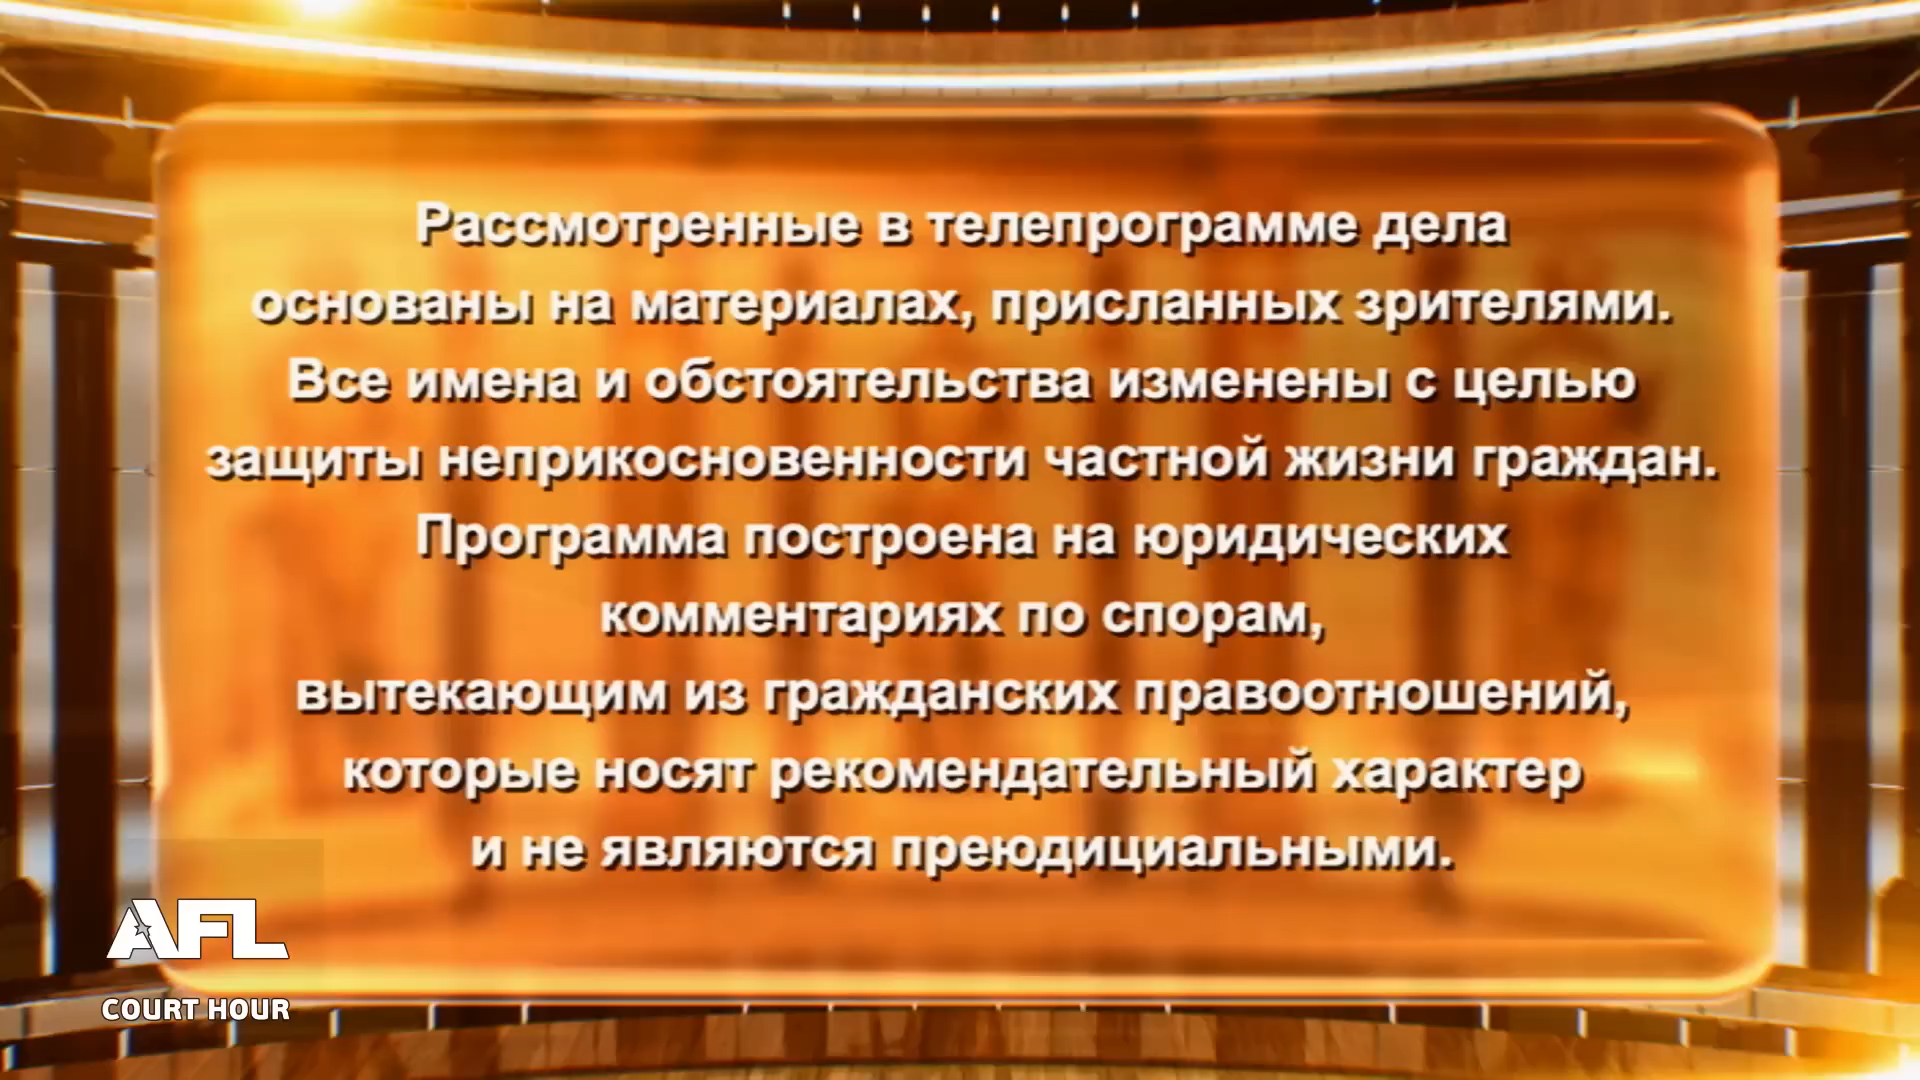 Рассмотренные в телепрограмме дела
основаны на материалах, присланных зрителями.
Все имена и обстоятельства изменены с целью
защиты неприкосновенности частной жизни граждан.
Программа построена на юридических
комментариях по спорам,
вытекающим из гражданских правоотношений,
которые носят рекомендательный характер
и не являются преюдициальными.
AFL
COURT HOUR